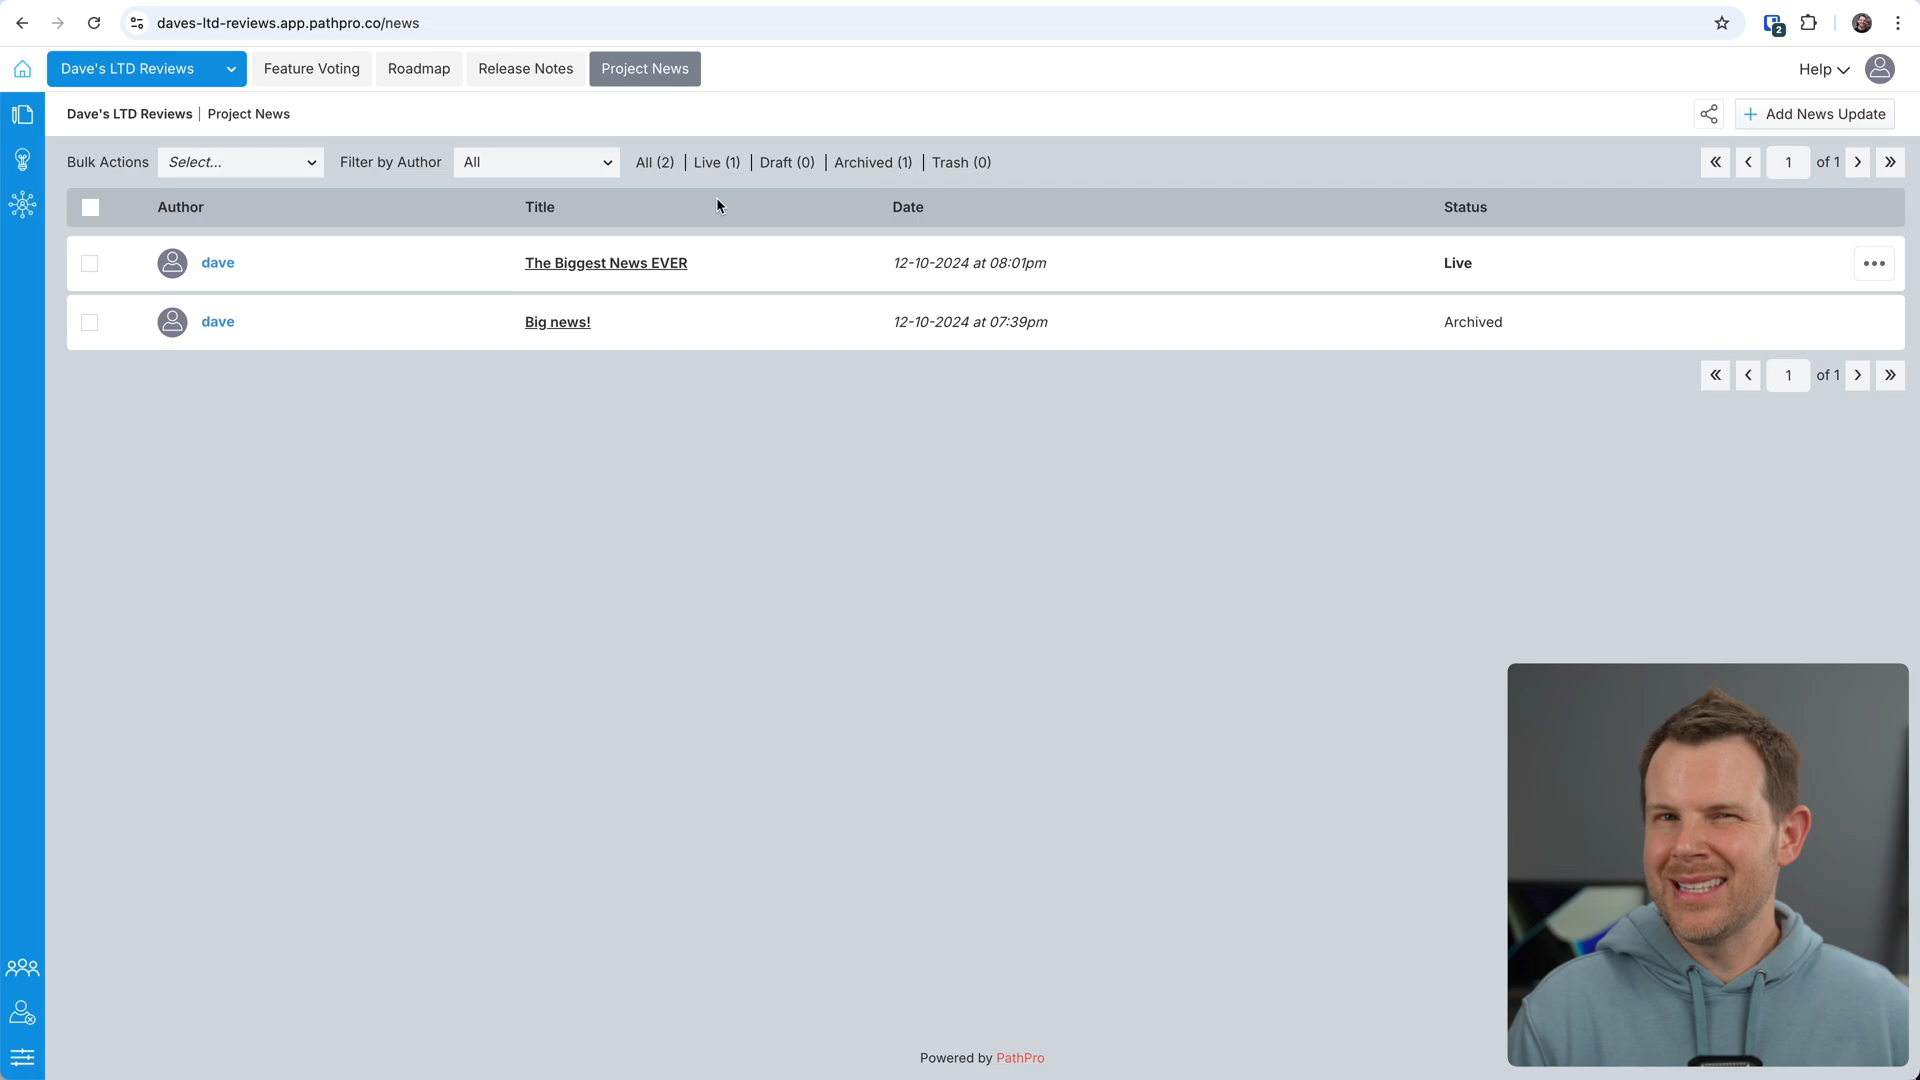 daves-ltd-reviews.app.pathpro.co/news
2
Dave's LTD Reviews
Feature Voting
Roadmap
Release Notes
Project News
Help
Dave's LTD Reviews | Project News
Add News Update
Bulk Actions
Select...
Filter by Author
All
All (2) | Live (1) | Draft (0) | Archived (1) | Trash (0)
« ‹ 1 of 1 › »
Author Title Date Status
dave The Biggest News EVER 12-10-2024 at 08:01pm Live
dave Big news! 12-10-2024 at 07:39pm Archived
« ‹ 1 of 1 › »
Powered by PathPro